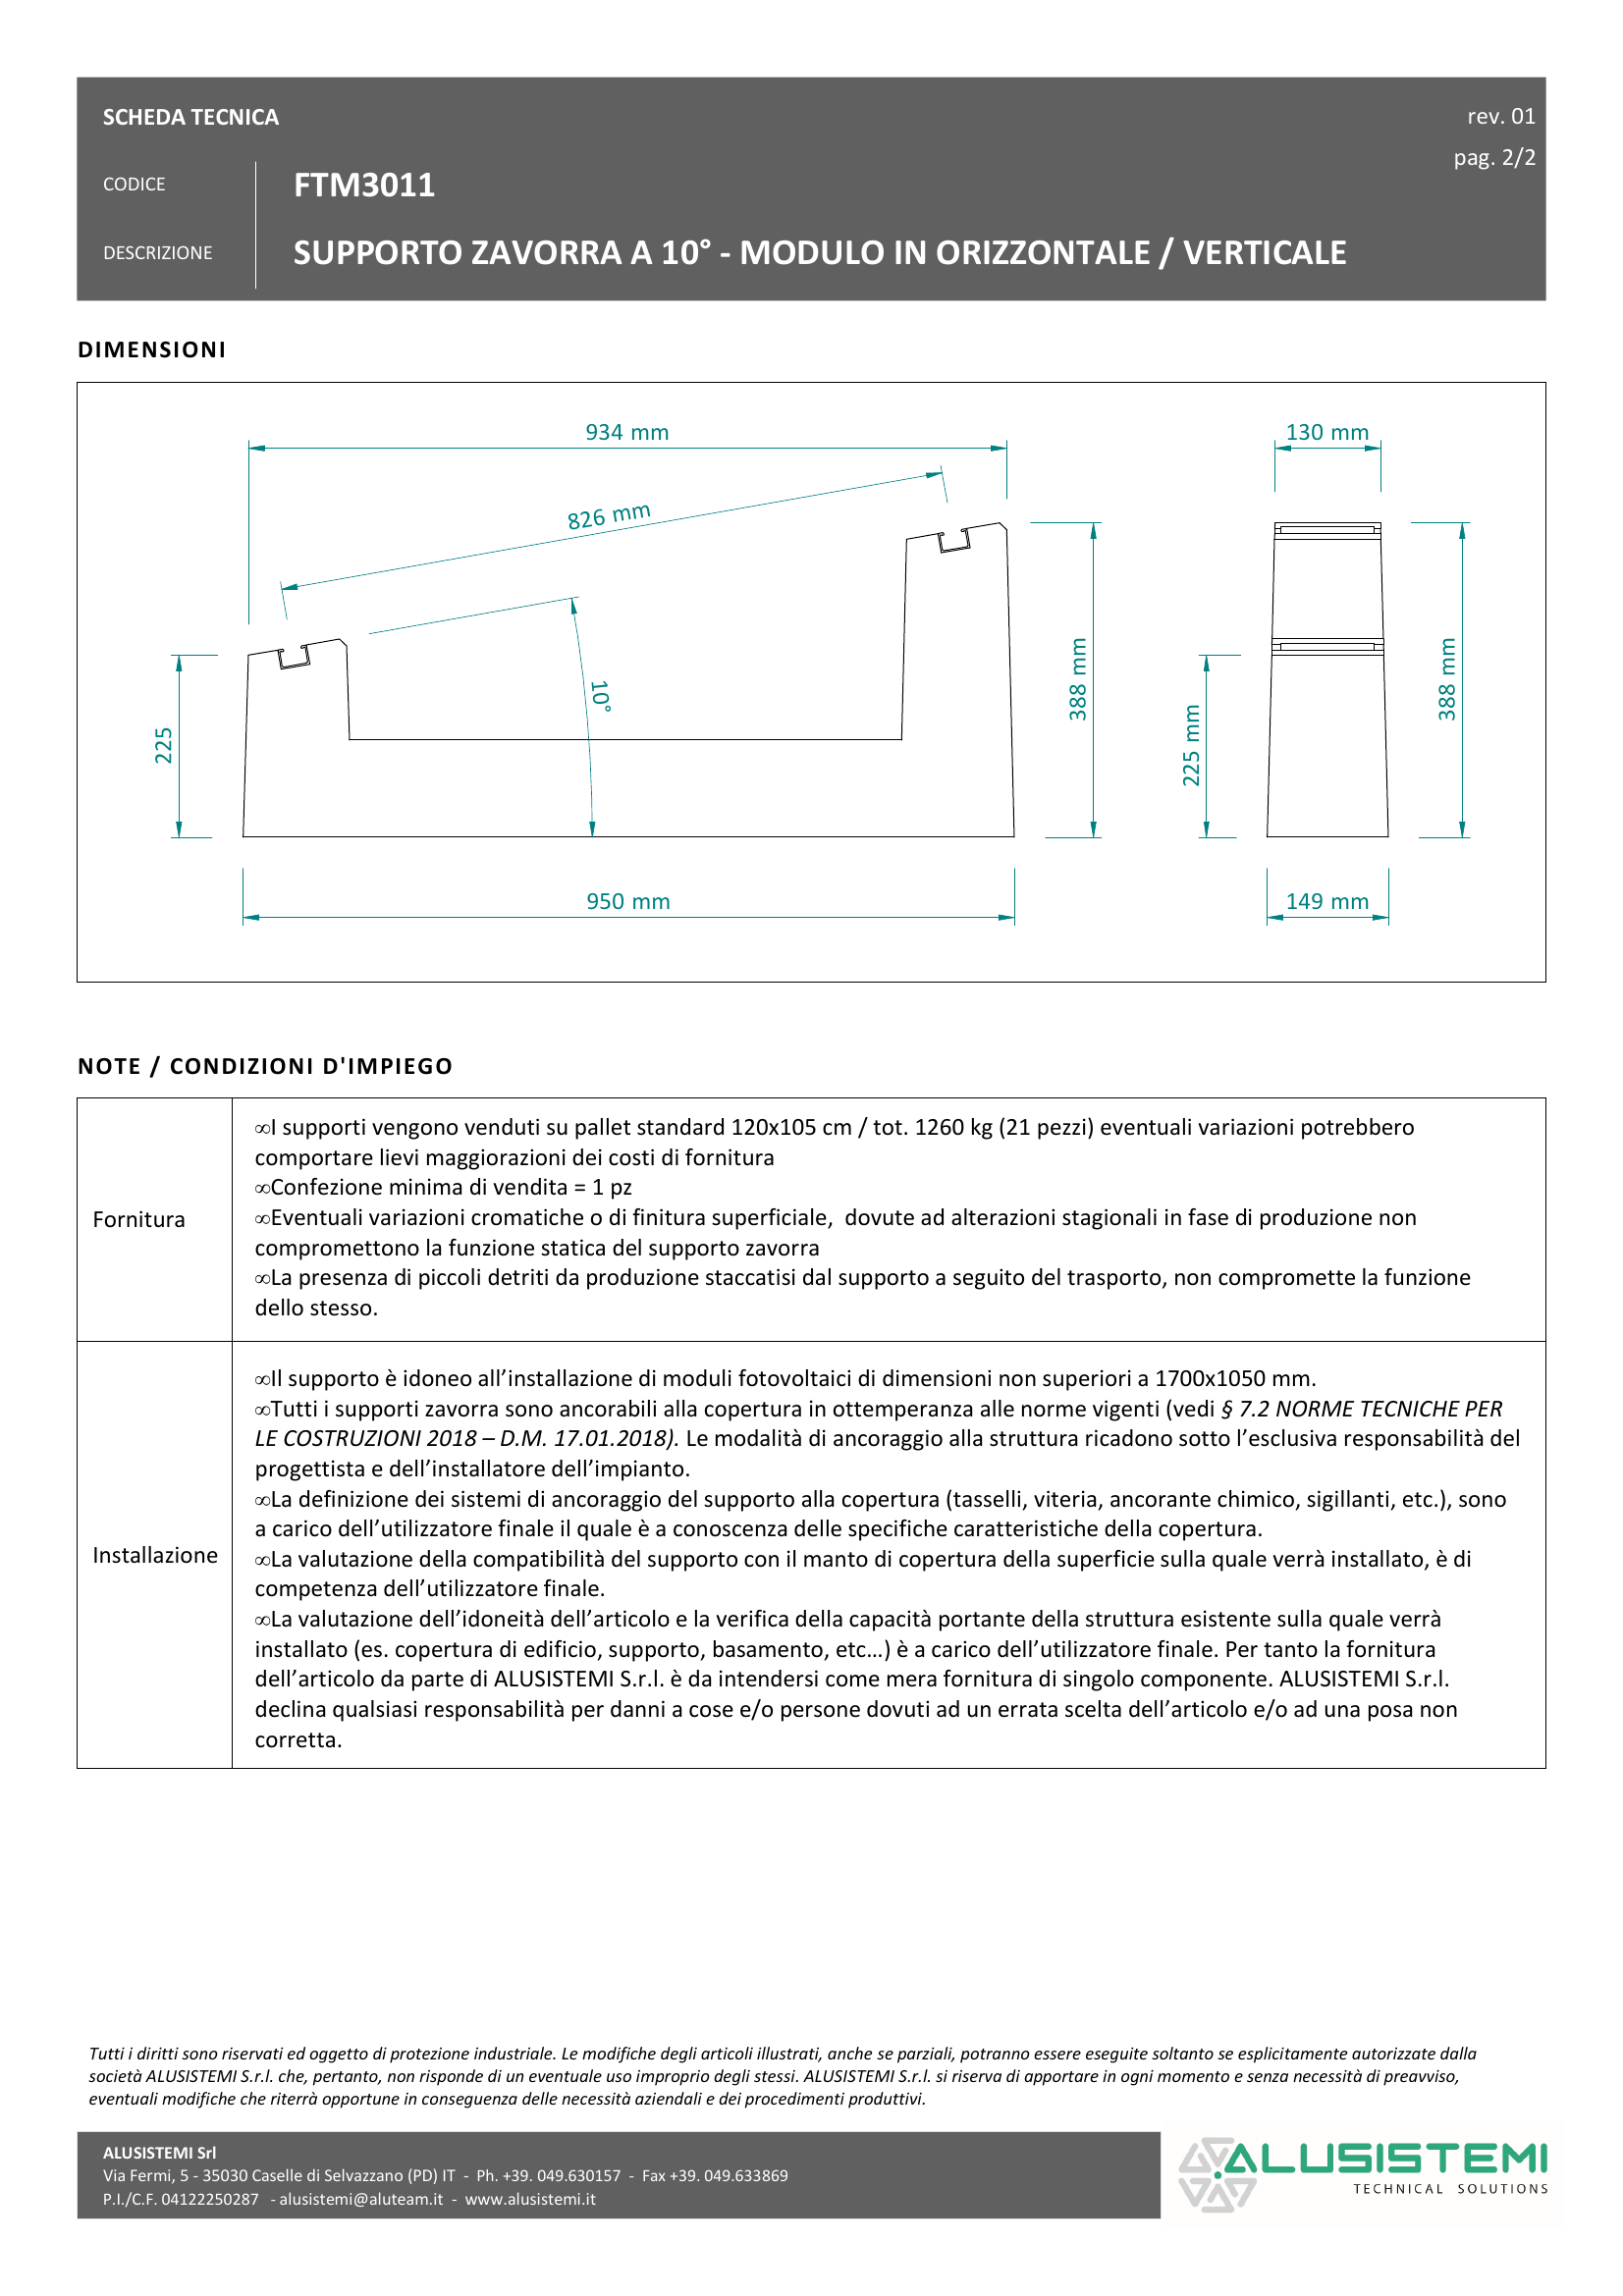 SCHEDA TECNICA
rev. 01
pag. 2/2
CODICE
FTM3011
DESCRIZIONE
SUPPORTO ZAVORRA A 10° - MODULO IN ORIZZONTALE / VERTICALE
DIMENSIONI
934 mm
130 mm
826 mm
10°
225
388 mm
225 mm
388 mm
950 mm
149 mm
NOTE / CONDIZIONI D'IMPIEGO
Fornitura
∞I supporti vengono venduti su pallet standard 120x105 cm / tot. 1260 kg (21 pezzi) eventuali variazioni potrebbero
comportare lievi maggiorazioni dei costi di fornitura
∞Confezione minima di vendita = 1 pz
∞Eventuali variazioni cromatiche o di finitura superficiale,  dovute ad alterazioni stagionali in fase di produzione non
compromettono la funzione statica del supporto zavorra
∞La presenza di piccoli detriti da produzione staccatisi dal supporto a seguito del trasporto, non compromette la funzione
dello stesso.
Installazione
∞Il supporto è idoneo all’installazione di moduli fotovoltaici di dimensioni non superiori a 1700x1050 mm.
∞Tutti i supporti zavorra sono ancorabili alla copertura in ottemperanza alle norme vigenti (vedi § 7.2 NORME TECNICHE PER
LE COSTRUZIONI 2018 – D.M. 17.01.2018). Le modalità di ancoraggio alla struttura ricadono sotto l’esclusiva responsabilità del
progettista e dell’installatore dell’impianto.
∞La definizione dei sistemi di ancoraggio del supporto alla copertura (tasselli, viteria, ancorante chimico, sigillanti, etc.), sono
a carico dell’utilizzatore finale il quale è a conoscenza delle specifiche caratteristiche della copertura.
∞La valutazione della compatibilità del supporto con il manto di copertura della superficie sulla quale verrà installato, è di
competenza dell’utilizzatore finale.
∞La valutazione dell’idoneità dell’articolo e la verifica della capacità portante della struttura esistente sulla quale verrà
installato (es. copertura di edificio, supporto, basamento, etc…) è a carico dell’utilizzatore finale. Per tanto la fornitura
dell’articolo da parte di ALUSISTEMI S.r.l. è da intendersi come mera fornitura di singolo componente. ALUSISTEMI S.r.l.
declina qualsiasi responsabilità per danni a cose e/o persone dovuti ad un errata scelta dell’articolo e/o ad una posa non
corretta.
Tutti i diritti sono riservati ed oggetto di protezione industriale. Le modifiche degli articoli illustrati, anche se parziali, potranno essere eseguite soltanto se esplicitamente autorizzate dalla
società ALUSISTEMI S.r.l. che, pertanto, non risponde di un eventuale uso improprio degli stessi. ALUSISTEMI S.r.l. si riserva di apportare in ogni momento e senza necessità di preavviso,
eventuali modifiche che riterrà opportune in conseguenza delle necessità aziendali e dei procedimenti produttivi.
ALUSISTEMI Srl
Via Fermi, 5 - 35030 Caselle di Selvazzano (PD) IT  -  Ph. +39. 049.630157  -  Fax +39. 049.633869
P.I./C.F. 04122250287   - alusistemi@aluteam.it  -  www.alusistemi.it
ALUSISTEMI
TECHNICAL SOLUTIONS